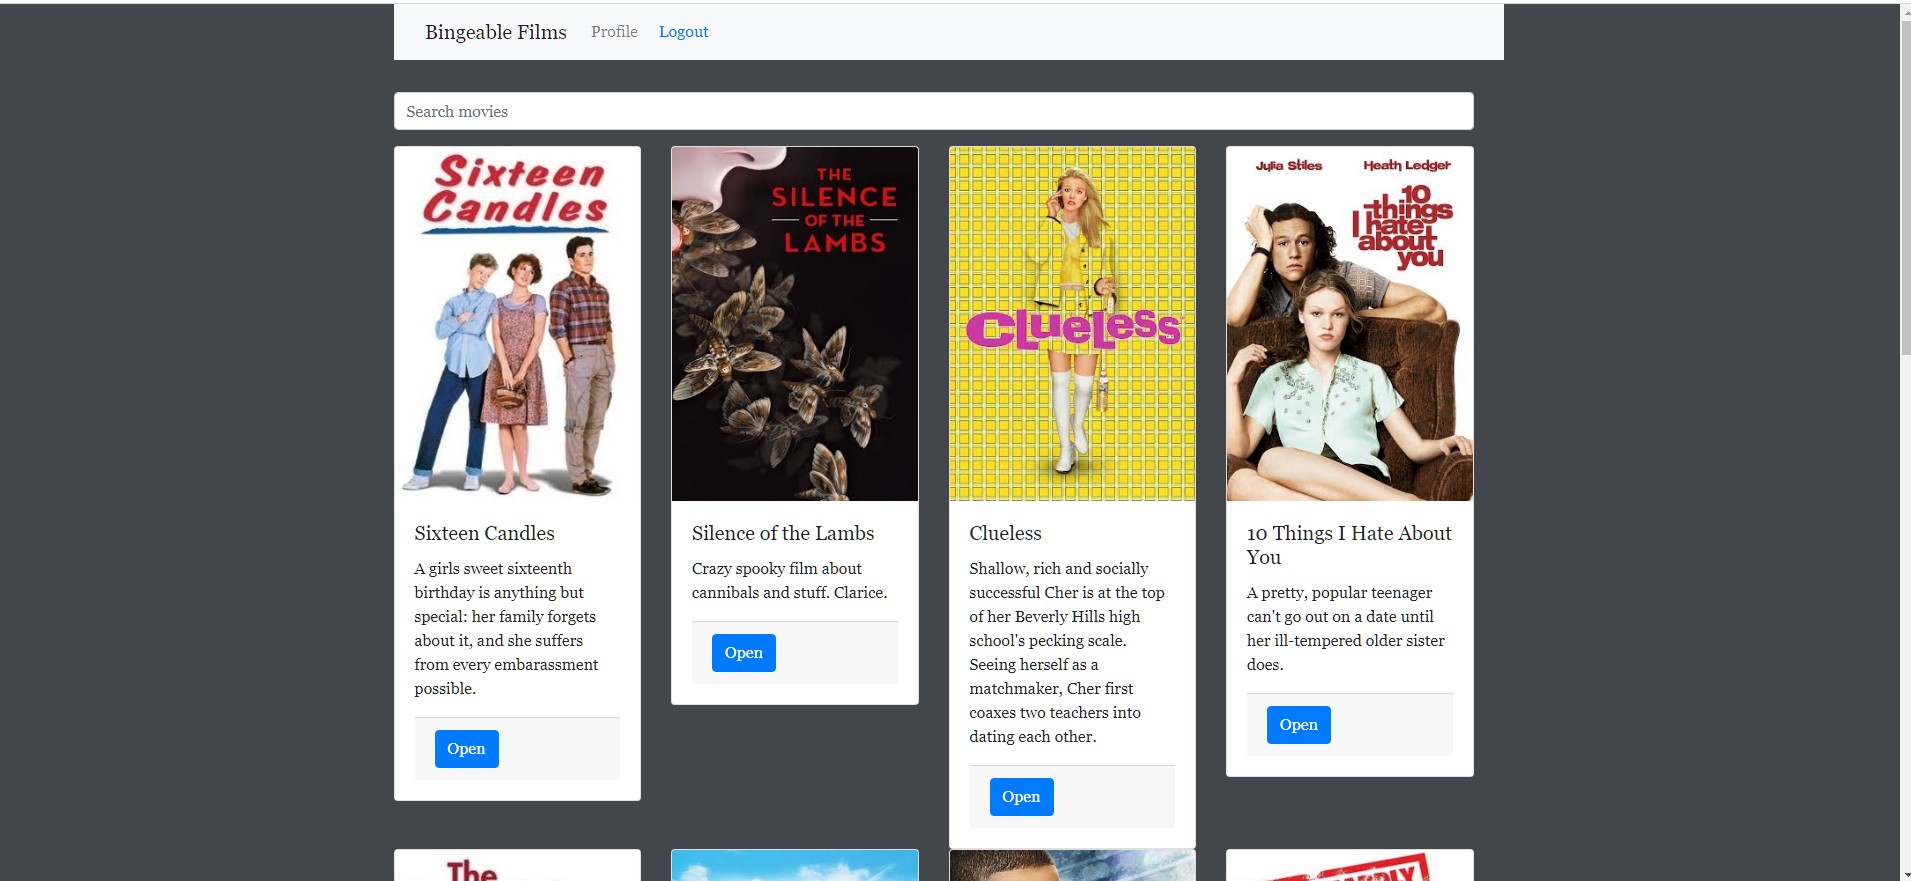 Bingeable Films Profile Logout
Search movies
Sixteen
Candles
Sixteen Candles
A girls sweet sixteenth
birthday is anything but
special: her family forgets
about it, and she suffers
from every embarassment
possible.
Open
THE
SILENCE
OF THE
LAMBS
Silence of the Lambs
Crazy spooky film about
cannibals and stuff. Clarice.
Open
Clueless
Clueless
Shallow, rich and socially
successful Cher is at the top
of her Beverly Hills high
school's pecking scale.
Seeing herself as a
matchmaker, Cher first
coaxes two teachers into
dating each other.
Open
Julia Stiles Heath Ledger
10
things
I hate
about
you
10 Things I Hate About
You
A pretty, popular teenager
can't go out on a date until
her ill-tempered older sister
does.
Open
The